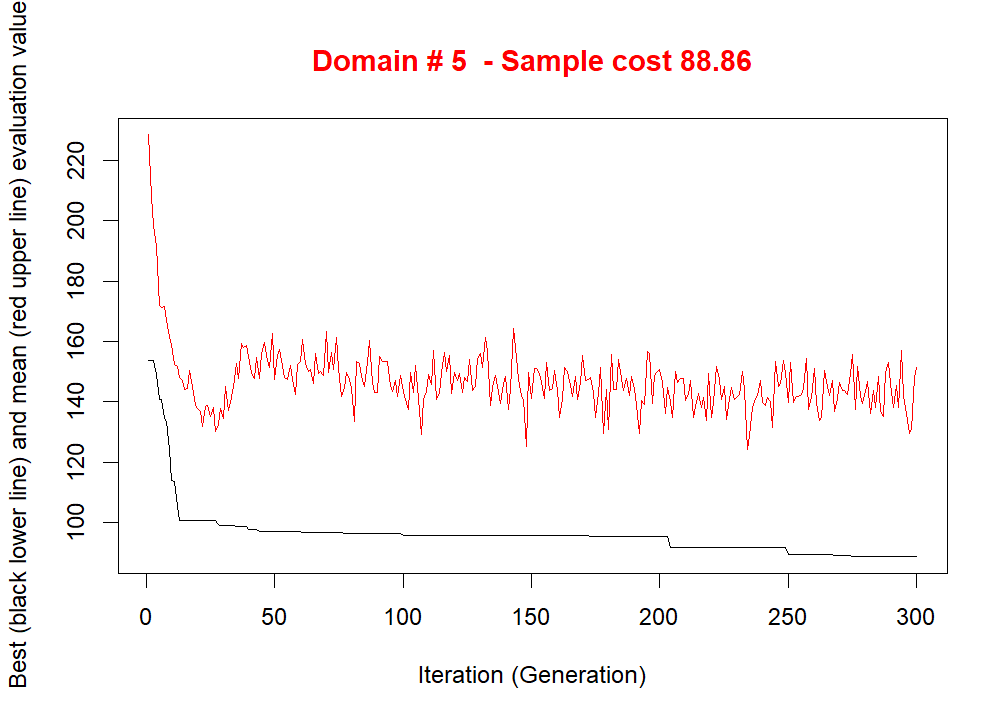 Domain # 5  - Sample cost 88.86
Best (black lower line) and mean (red upper line) evaluation value
220
200
180
160
140
120
100
0 50 100 150 200 250 300
Iteration (Generation)